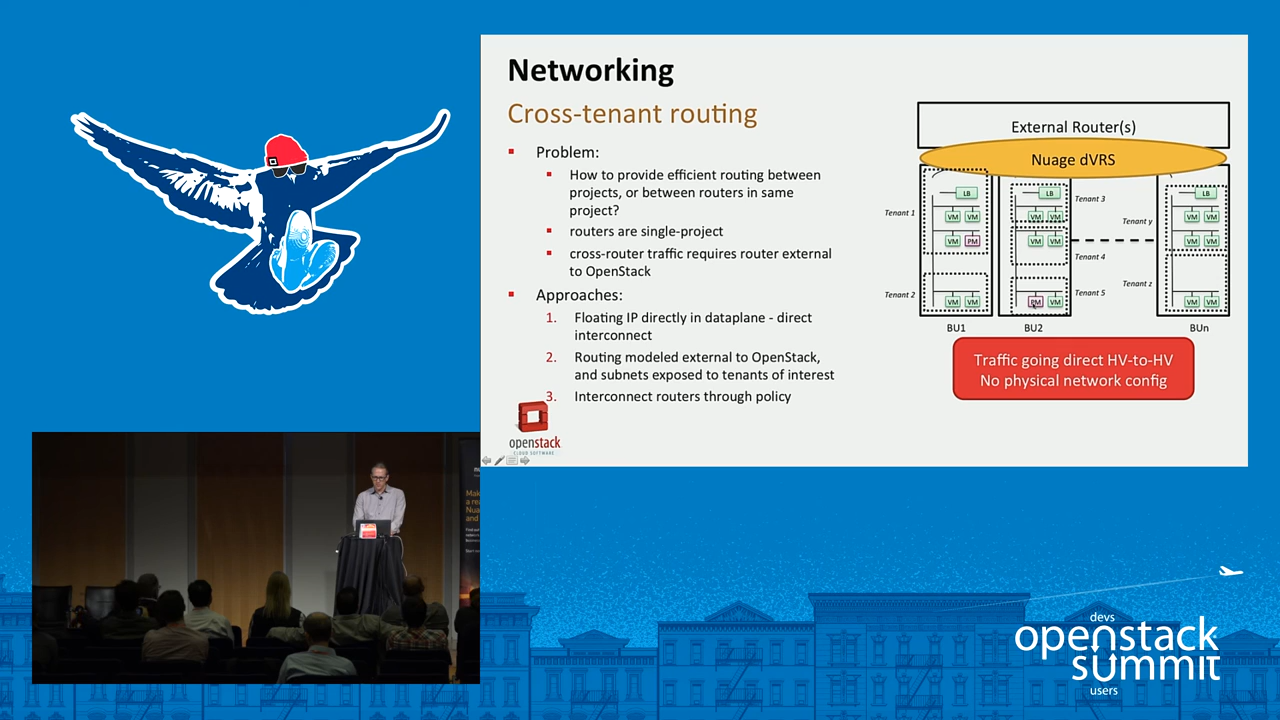 Networking
Cross-tenant routing
Problem:
How to provide efficient routing between
projects, or between routers in same
project?
routers are single-project
cross-router traffic requires router external
to OpenStack
Approaches:
1. Floating IP directly in dataplane - direct
interconnect
2. Routing modeled external to OpenStack,
and subnets exposed to tenants of interest
3. Interconnect routers through policy
openstack
CLOUD SOFTWARE
External Router(s)
Nuage dVRS
LB
LB
LB
Tenant 1
Tenant 3
Tenant y
VM VM
VM VM
VM VM
VM PM
VM VM
VM VM
Tenant 4
Tenant 2
Tenant 5
Tenant z
VM VM
PM VM
VM VM
BU1
BU2
BUn
Traffic going direct HV-to-HV
No physical network config
devs
openstack
summit
users